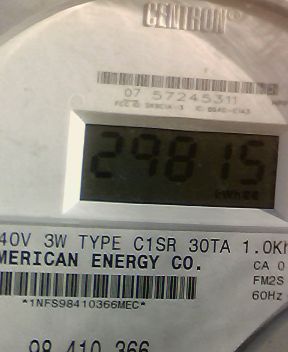 CENTRON®
07 57245311
29815
40V 3W TYPE C1SR 30TA 1.0Kh
MERICAN ENERGY CO.
CA 0
FM2S
*1NFS98410366MEC*
60Hz
98 410 366